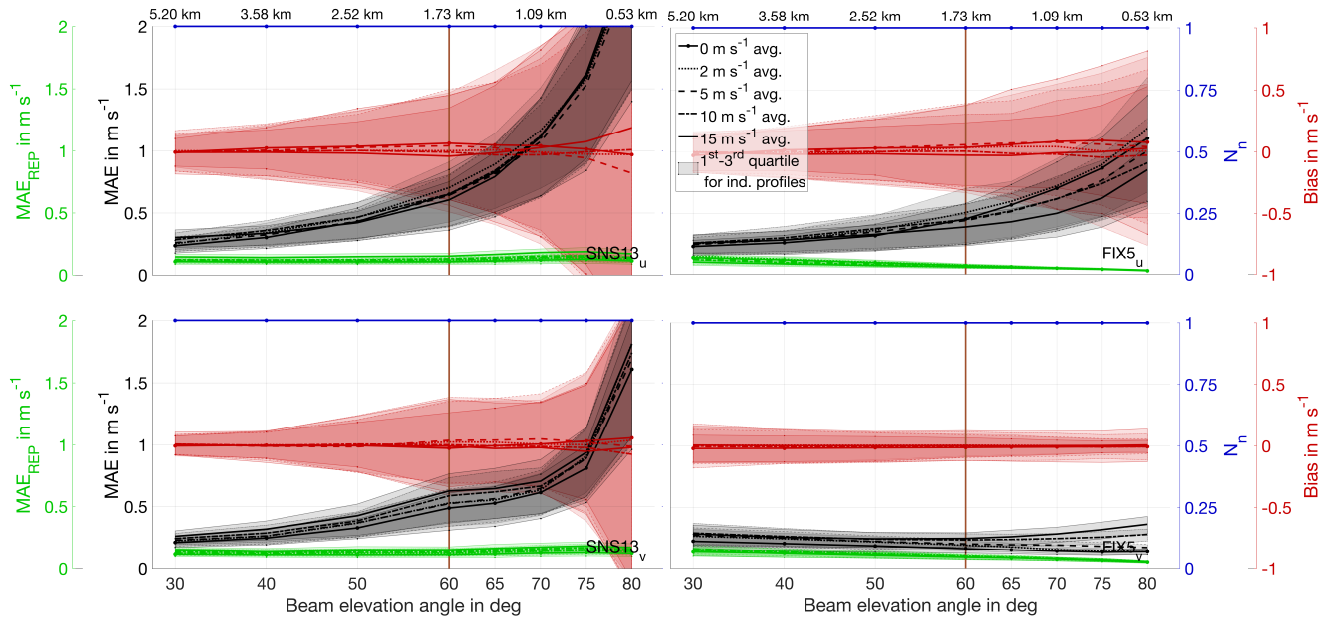 5.20 km 3.58 km 2.52 km 1.73 km 1.09 km 0.53 km 5.20 km 3.58 km 2.52 km 1.73 km 1.09 km 0.53 km
MAE_REP in m s^-1
2
1
0.5
0
MAE in m s^-1
2
1.5
1
0.5
0
SNS13_u
0 m s^-1 avg.
2 m s^-1 avg.
5 m s^-1 avg.
10 m s^-1 avg.
15 m s^-1 avg.
1^st-3^rd quartile
for ind. profiles
FIX5_u
1
0.75
0.5
0.25
0
N_n
1
0.5
0
-0.5
-1
Bias in m s^-1
MAE_REP in m s^-1
2
1.5
1
0.5
0
MAE in m s^-1
2
1.5
1
0.5
0
SNS13_v
FIX5_v
1
0.75
0.5
0.25
0
N_n
1
0.5
0
-0.5
-1
Bias in m s^-1
30 40 50 60 65 70 75 80 30 40 50 60 65 70 75 80
Beam elevation angle in deg Beam elevation angle in deg